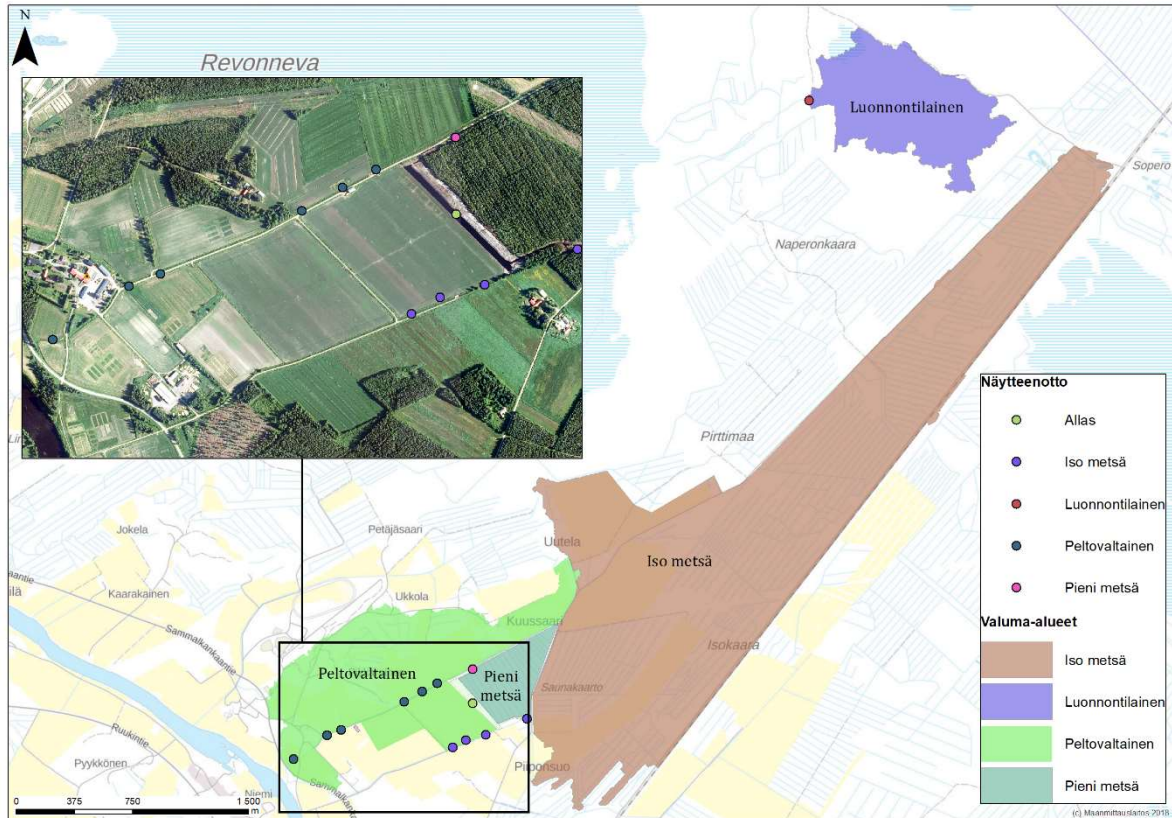 N
Revonneva
Luonnontilainen
Sopero
Naperonkaara
Pirttimaa
Näytteenotto
Allas
Iso metsä
Luonnontilainen
Peltovaltainen
Pieni metsä
Valuma-alueet
Iso metsä
Luonnontilainen
Peltovaltainen
Pieni metsä
Jokela
Petäjäsaari
Uutela
Iso metsä
Kaarakainen
Ukkola
Kuussaari
Isokaara
Sammalkankaantie
Peltovaltainen
Pieni
metsä
Saunakaarto
Ruukintie
Pyykkönen
Piiponsuo
Niemi
0 375 750 1 500
m
(c) Maanmittauslaitos 2018